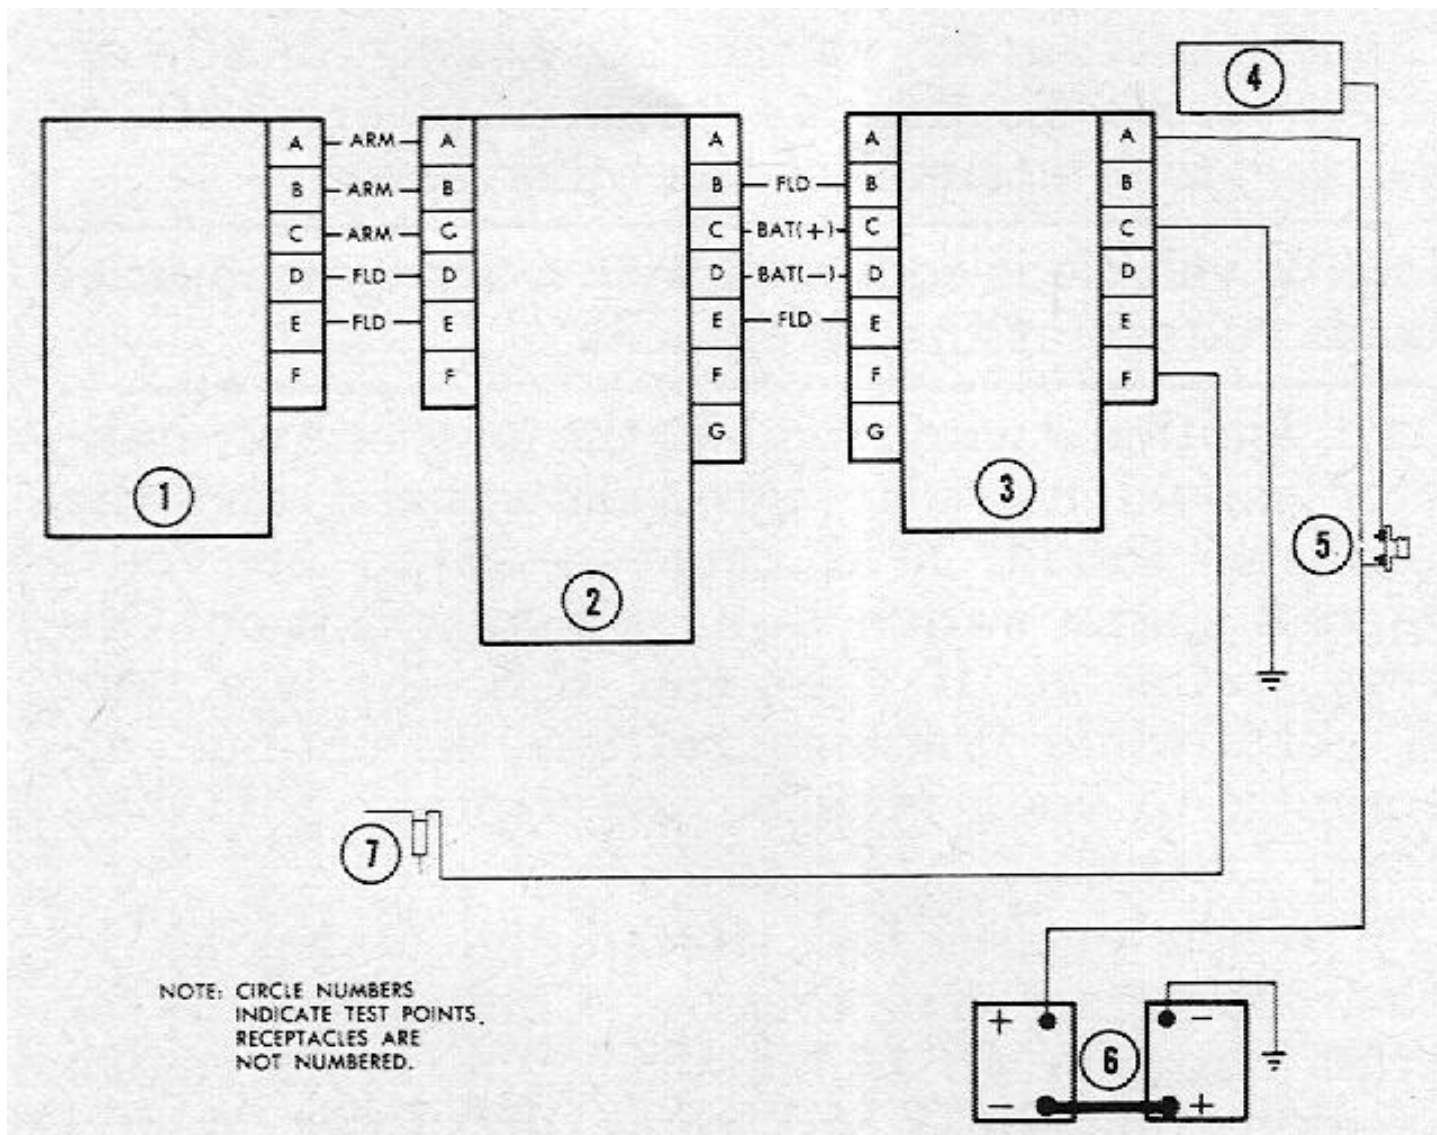 4
A ARM A A A A
B ARM B B FLD B B
C ARM C C BAT(+) C C
D FLD D D BAT(-) D D
E FLD E E FLD E E
F F F F F
G G
1
3
5
2
7
NOTE: CIRCLE NUMBERS
INDICATE TEST POINTS.
RECEPTACLES ARE
NOT NUMBERED.
+ -
6
- +